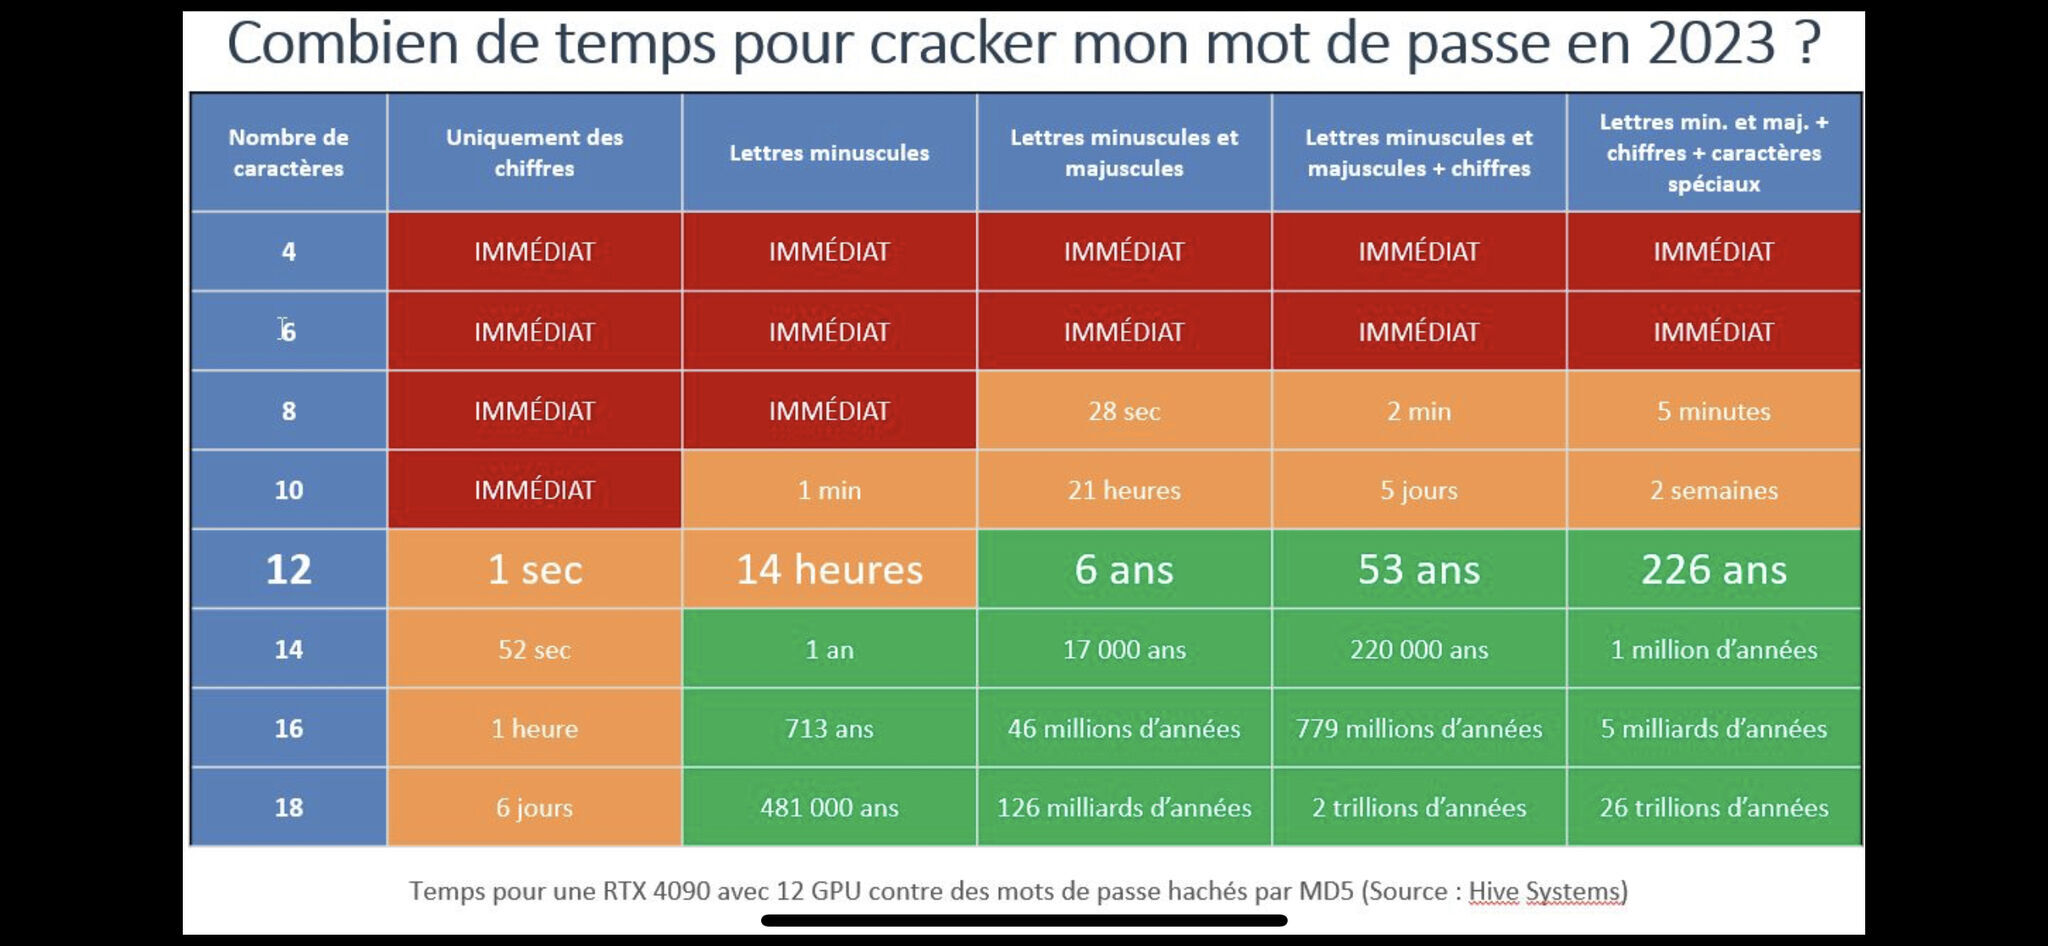 Combien de temps pour cracker mon mot de passe en 2023 ?
Nombre de caractères | Uniquement des chiffres | Lettres minuscules | Lettres minuscules et majuscules | Lettres minuscules et majuscules + chiffres | Lettres min. et maj. + chiffres + caractères spéciaux
4 | IMMÉDIAT | IMMÉDIAT | IMMÉDIAT | IMMÉDIAT | IMMÉDIAT
6 | IMMÉDIAT | IMMÉDIAT | IMMÉDIAT | IMMÉDIAT | IMMÉDIAT
8 | IMMÉDIAT | IMMÉDIAT | 28 sec | 2 min | 5 minutes
10 | IMMÉDIAT | 1 min | 21 heures | 5 jours | 2 semaines
12 | 1 sec | 14 heures | 6 ans | 53 ans | 226 ans
14 | 52 sec | 1 an | 17 000 ans | 220 000 ans | 1 million d’années
16 | 1 heure | 713 ans | 46 millions d’années | 779 millions d’années | 5 milliards d’années
18 | 6 jours | 481 000 ans | 126 milliards d’années | 2 trillions d’années | 26 trillions d’années
Temps pour une RTX 4090 avec 12 GPU contre des mots de passe hachés par MD5 (Source : Hive Systems)